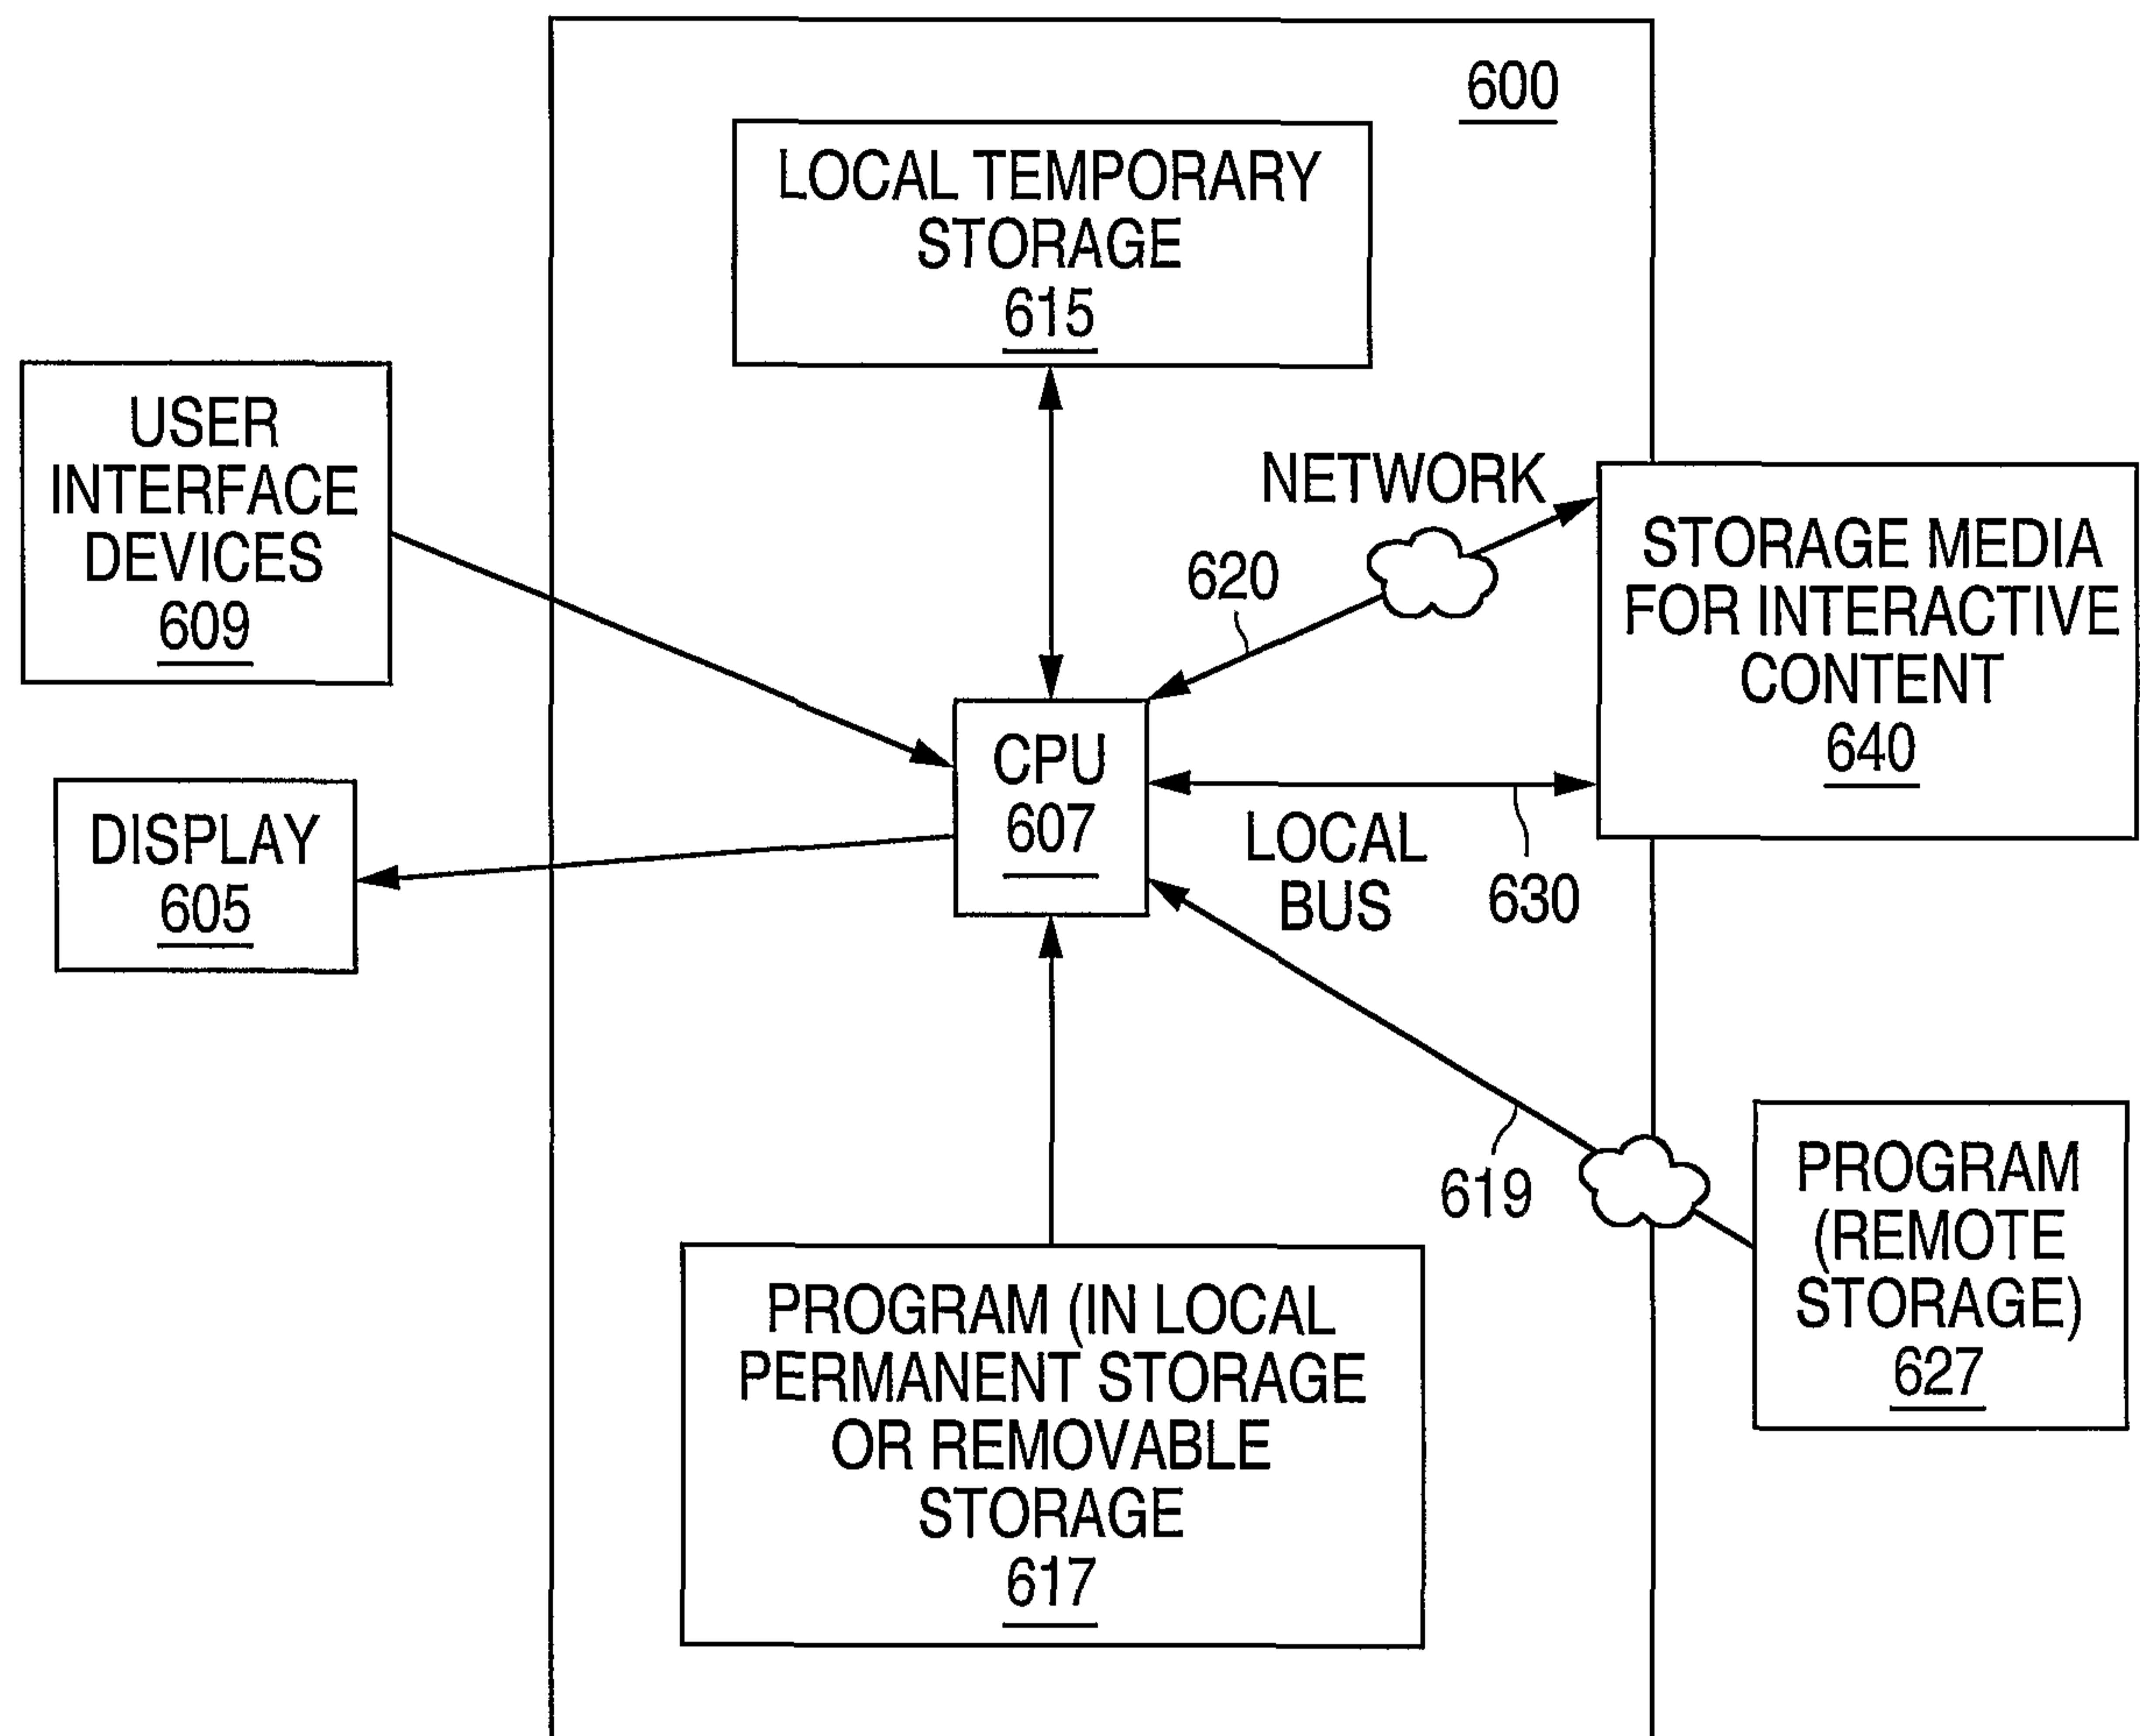 600
LOCAL TEMPORARY
STORAGE
615
USER
INTERFACE
DEVICES
609
NETWORK
620
STORAGE MEDIA
FOR INTERACTIVE
CONTENT
640
CPU
607
DISPLAY
605
LOCAL
BUS
630
619
PROGRAM
(REMOTE
STORAGE)
627
PROGRAM (IN LOCAL
PERMANENT STORAGE
OR REMOVABLE
STORAGE
617